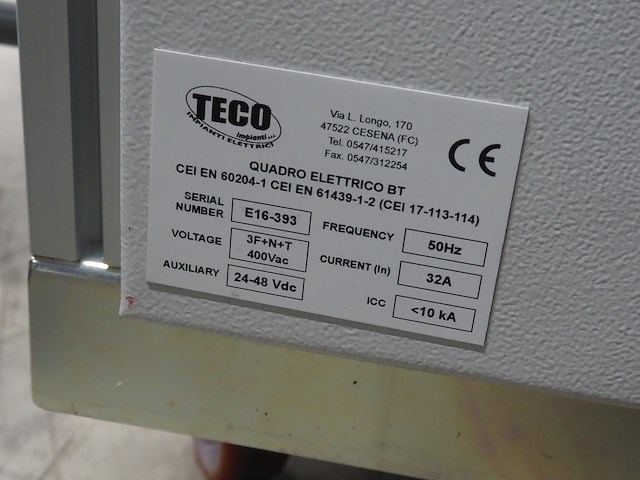 TECO
impianti s.r.l.
IMPIANTI ELETTRICI
Via L. Longo, 170
47522 CESENA (FC)
Tel. 0547/415217
Fax. 0547/312254
CE
QUADRO ELETTRICO BT
CEI EN 60204-1 CEI EN 61439-1-2 (CEI 17-113-114)
SERIAL NUMBER E16-393
FREQUENCY 50Hz
VOLTAGE 3F+N+T 400Vac
CURRENT (In) 32A
AUXILIARY 24-48 Vdc
ICC <10 kA